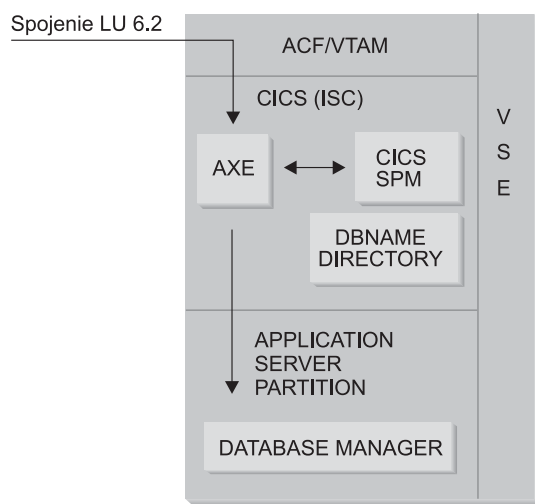 Spojenie LU 6.2
ACF/VTAM
CICS (ISC)
V
S
E
AXE
CICS
SPM
DBNAME
DIRECTORY
APPLICATION
SERVER
PARTITION
DATABASE MANAGER